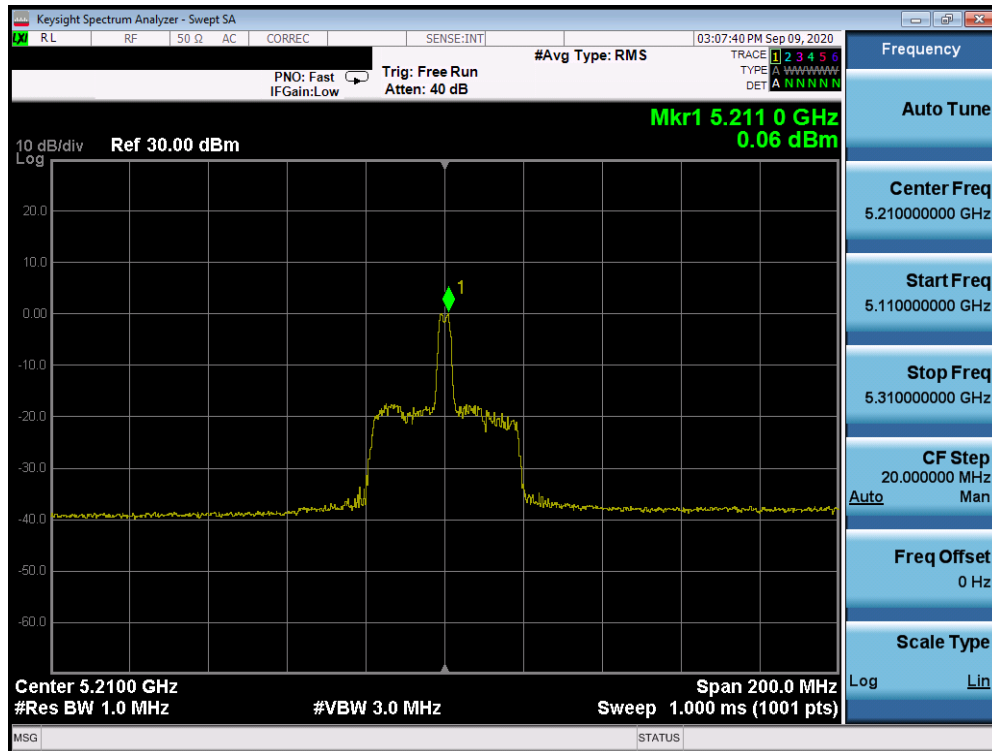 Keysight Spectrum Analyzer - Swept SA
LXI RL RF 50 Ω AC CORREC SENSE:INT 03:07:40 PM Sep 09, 2020
#Avg Type: RMS TRACE 1 2 3 4 5 6
PNO: Fast Trig: Free Run TYPE A WWWWW
IFGain:Low Atten: 40 dB DET A N N N N N
Mkr1 5.211 0 GHz
0.06 dBm
10 dB/div Ref 30.00 dBm
Log
20.0
10.0
1
0.00
-10.0
-20.0
-30.0
-40.0
-50.0
-60.0
Center 5.2100 GHz Span 200.0 MHz
#Res BW 1.0 MHz #VBW 3.0 MHz Sweep 1.000 ms (1001 pts)
MSG STATUS
Frequency
Auto Tune
Center Freq
5.210000000 GHz
Start Freq
5.110000000 GHz
Stop Freq
5.310000000 GHz
CF Step
20.000000 MHz
Auto Man
Freq Offset
0 Hz
Scale Type
Log Lin